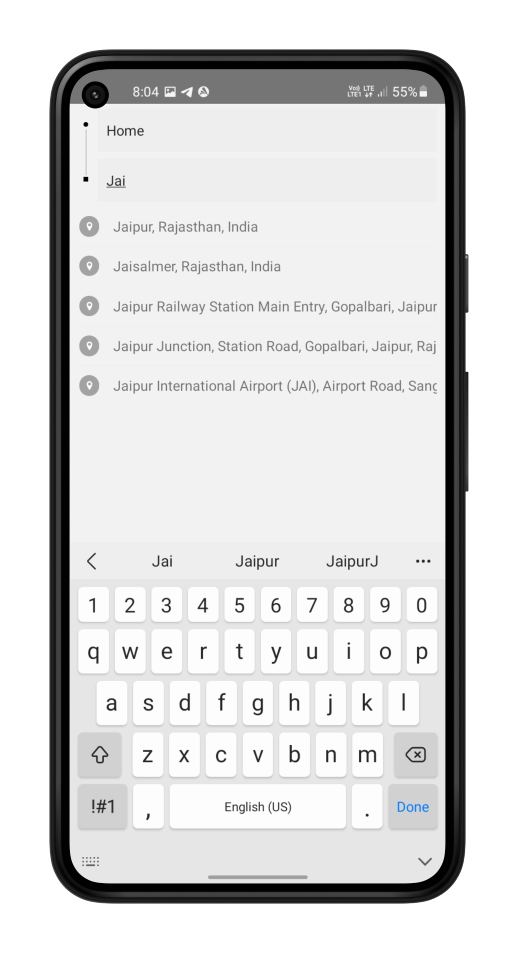 8:04 Vo) LTE LTE1 55%
Home
Jai
Jaipur, Rajasthan, India
Jaisalmer, Rajasthan, India
Jaipur Railway Station Main Entry, Gopalbari, Jaipur
Jaipur Junction, Station Road, Gopalbari, Jaipur, Raj
Jaipur International Airport (JAI), Airport Road, Sang
Jai Jaipur JaipurJ •••
1 2 3 4 5 6 7 8 9 0
q w e r t y u i o p
a s d f g h j k l
z x c v b n m
!#1 , English (US) . Done